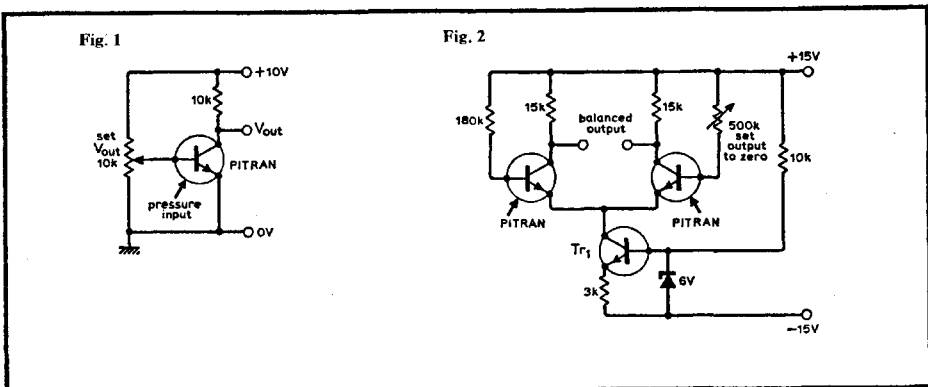 Fig. 1
+10V
10k
set
Vout
10k
Vout
PITRAN
pressure
input
0V
Fig. 2
+15V
180k
15k
15k
balanced
output
500k
set
output
to zero
10k
PITRAN
PITRAN
Tr1
3k
6V
-15V